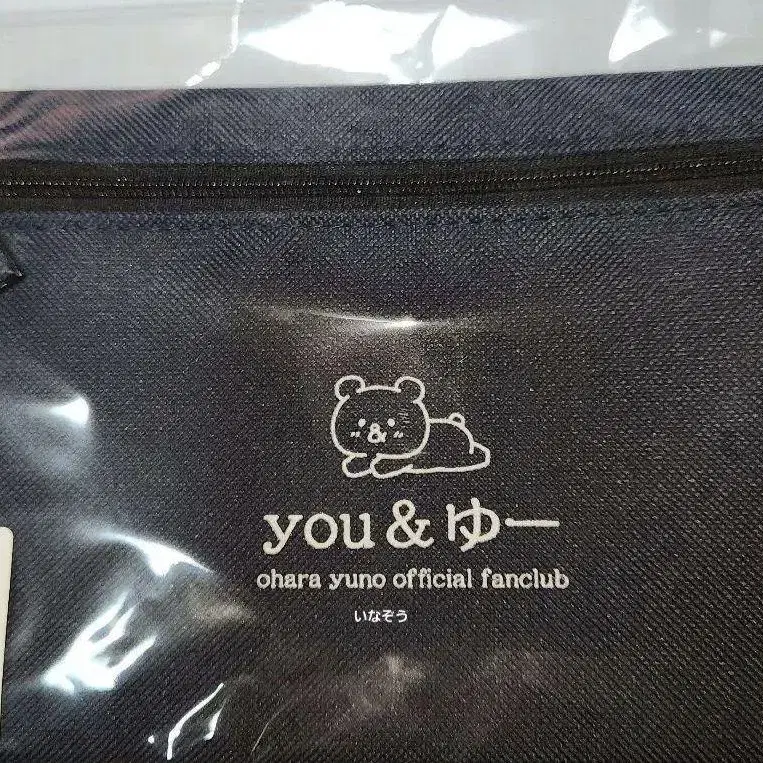 you & ゆー
ohara yuno official fanclub
いなぞう